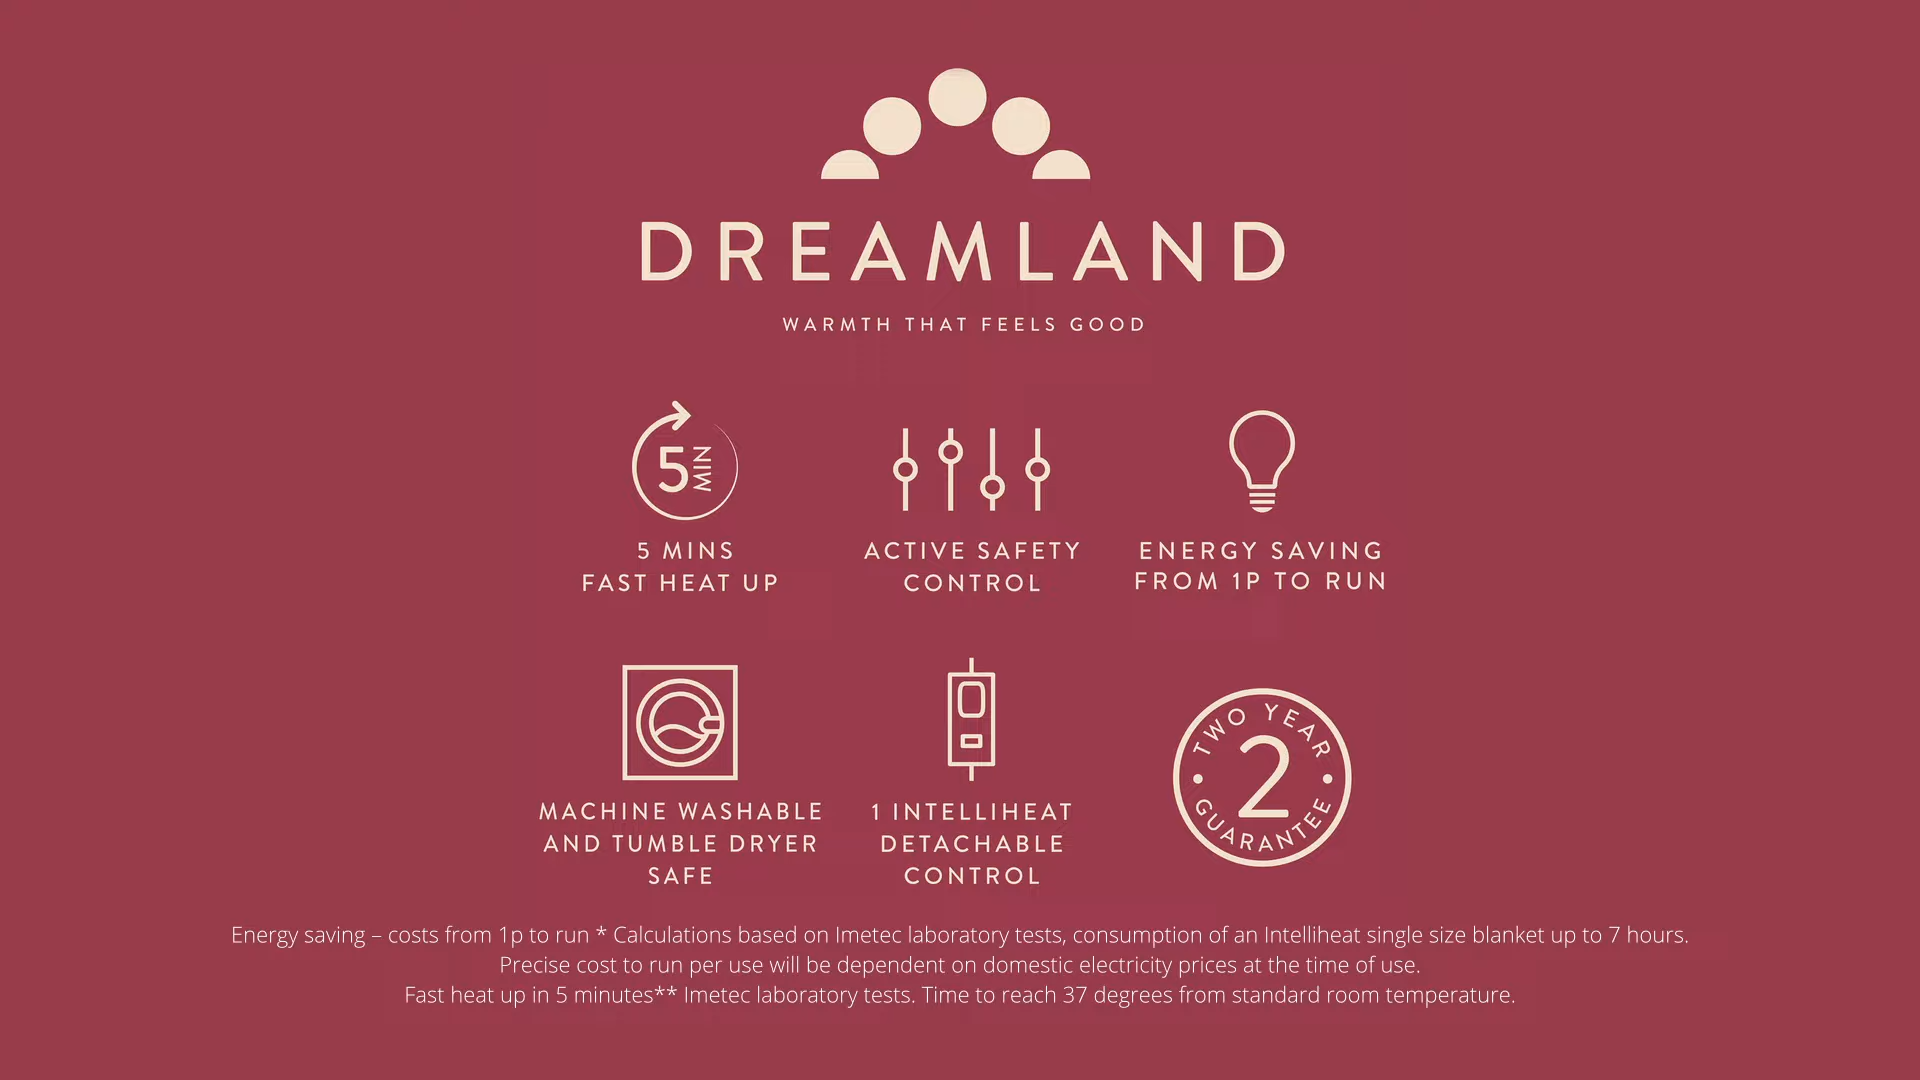 DREAMLAND
WARMTH THAT FEELS GOOD
5 MIN
5 MINS
FAST HEAT UP
ACTIVE SAFETY
CONTROL
ENERGY SAVING
FROM 1P TO RUN
MACHINE WASHABLE
AND TUMBLE DRYER
SAFE
1 INTELLIHEAT
DETACHABLE
CONTROL
TWO YEAR
2
GUARANTEE
Energy saving – costs from 1p to run * Calculations based on Imetec laboratory tests, consumption of an Intelliheat single size blanket up to 7 hours.
Precise cost to run per use will be dependent on domestic electricity prices at the time of use.
Fast heat up in 5 minutes** Imetec laboratory tests. Time to reach 37 degrees from standard room temperature.